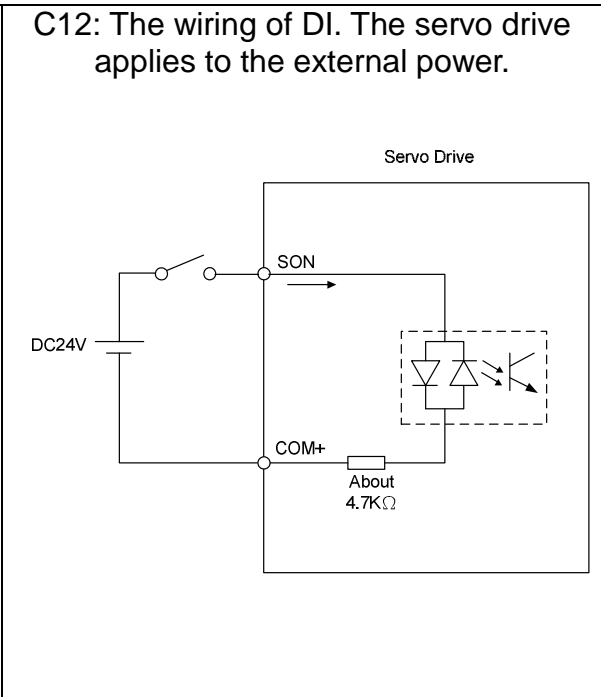 C12: The wiring of DI. The servo drive
applies to the external power.
Servo Drive
SON
DC24V
COM+
About
4.7KΩ